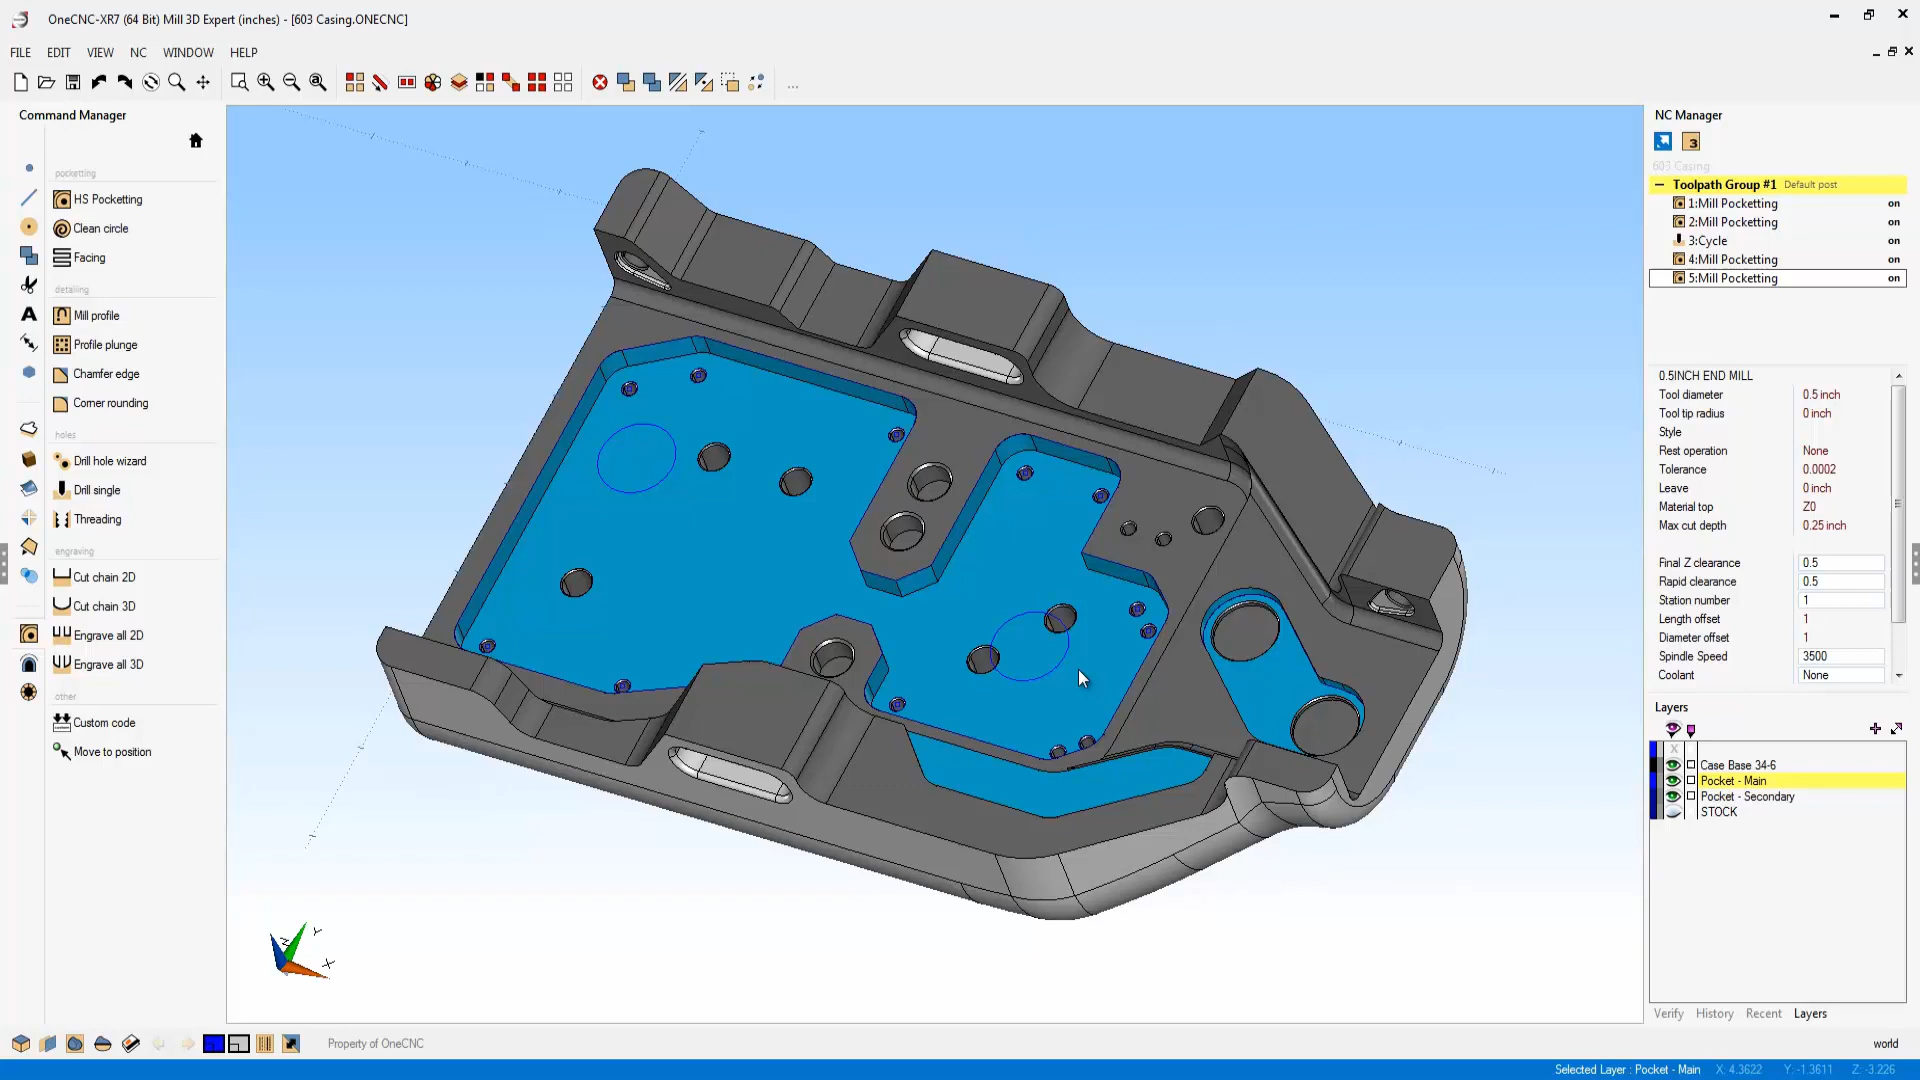 OneCNC-XR7 (64 Bit) Mill 3D Expert (inches) - [603 Casing.ONECNC]
FILE EDIT VIEW NC WINDOW HELP
Command Manager
pocketting
HS Pocketting
Clean circle
Facing
detailing
Mill profile
Profile plunge
Chamfer edge
Corner rounding
holes
Drill hole wizard
Drill single
Threading
engraving
Cut chain 2D
Cut chain 3D
Engrave all 2D
Engrave all 3D
other
Custom code
Move to position
Z Y
X
NC Manager
3
603 Casing
Toolpath Group #1 Default post
1:Mill Pocketting on
2:Mill Pocketting on
3:Cycle on
4:Mill Pocketting on
5:Mill Pocketting on
0.5INCH END MILL
Tool diameter 0.5 inch
Tool tip radius 0 inch
Style
Rest operation None
Tolerance 0.0002
Leave 0 inch
Material top Z0
Max cut depth 0.25 inch
Final Z clearance 0.5
Rapid clearance 0.5
Station number 1
Length offset 1
Diameter offset 1
Spindle Speed 3500
Coolant None
Layers
X
Case Base 34-6
Pocket - Main
Pocket - Secondary
STOCK
Verify History Recent Layers
Property of OneCNC
world
Selected Layer : Pocket - Main X: 4.3622 Y: -1.3611 Z: -3.226